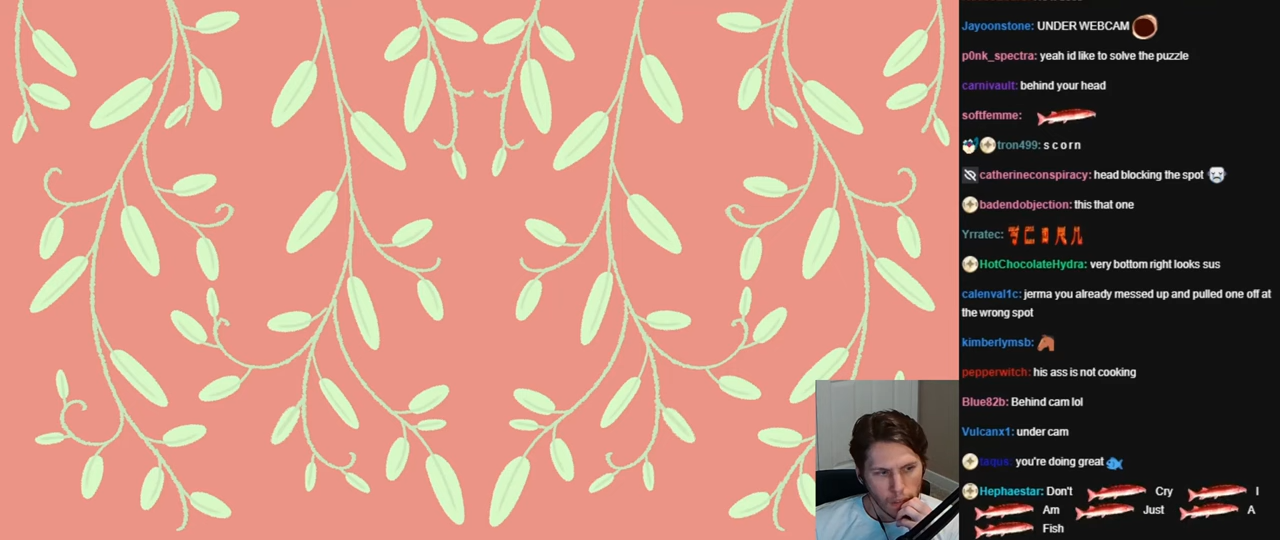 Jayoonstone: UNDER WEBCAM
p0nk_spectra: yeah id like to solve the puzzle
carnivault: behind your head
softfemme:
tron499: s c o r n
catherineconspiracy: head blocking the spot
badendobjection: this that one
Yrratec:
HotChocolateHydra: very bottom right looks sus
calenval1c: jerma you already messed up and pulled one off at
the wrong spot
kimberlymsb:
pepperwitch: his ass is not cooking
Blue82b: Behind cam lol
Vulcanx1: under cam
taqus: you're doing great
Hephaestar: Don't Cry I
Am Just A
Fish